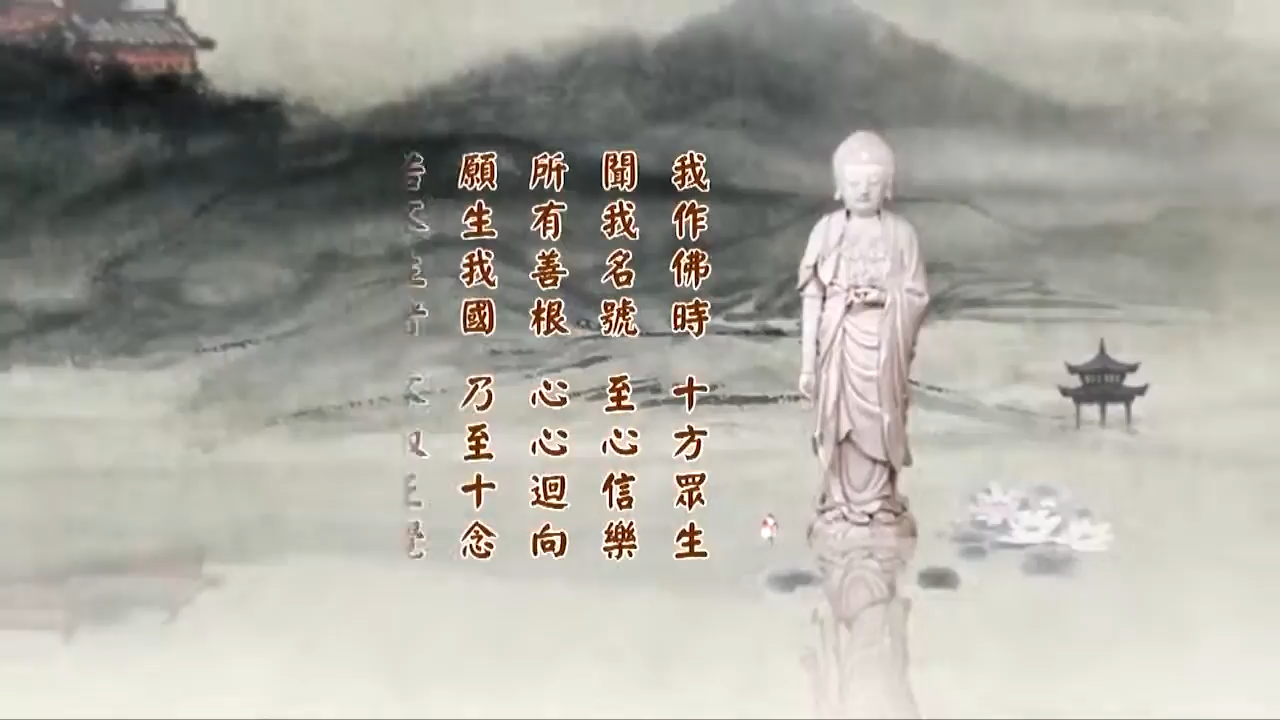 我作佛時 十方眾生
聞我名號 至心信樂
所有善根 心心迴向
願生我國 乃至十念